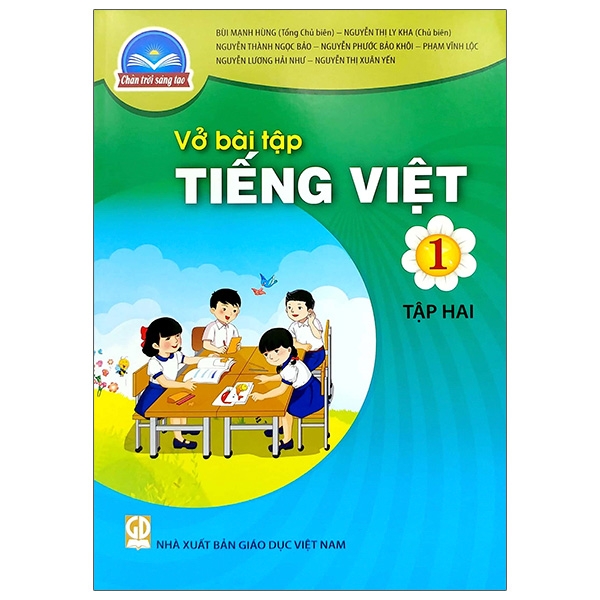 BÙI MẠNH HÙNG (Tổng Chủ biên) – NGUYỄN THỊ LY KHA (Chủ biên)
NGUYỄN THÀNH NGỌC BẢO – NGUYỄN PHƯỚC BẢO KHÔI – PHẠM VĨNH LỘC
NGUYỄN LƯƠNG HẢI NHƯ – NGUYỄN THỊ XUÂN YẾN
Chân trời sáng tạo
Vở bài tập
TIẾNG VIỆT
1
TẬP HAI
GD
NHÀ XUẤT BẢN GIÁO DỤC VIỆT NAM